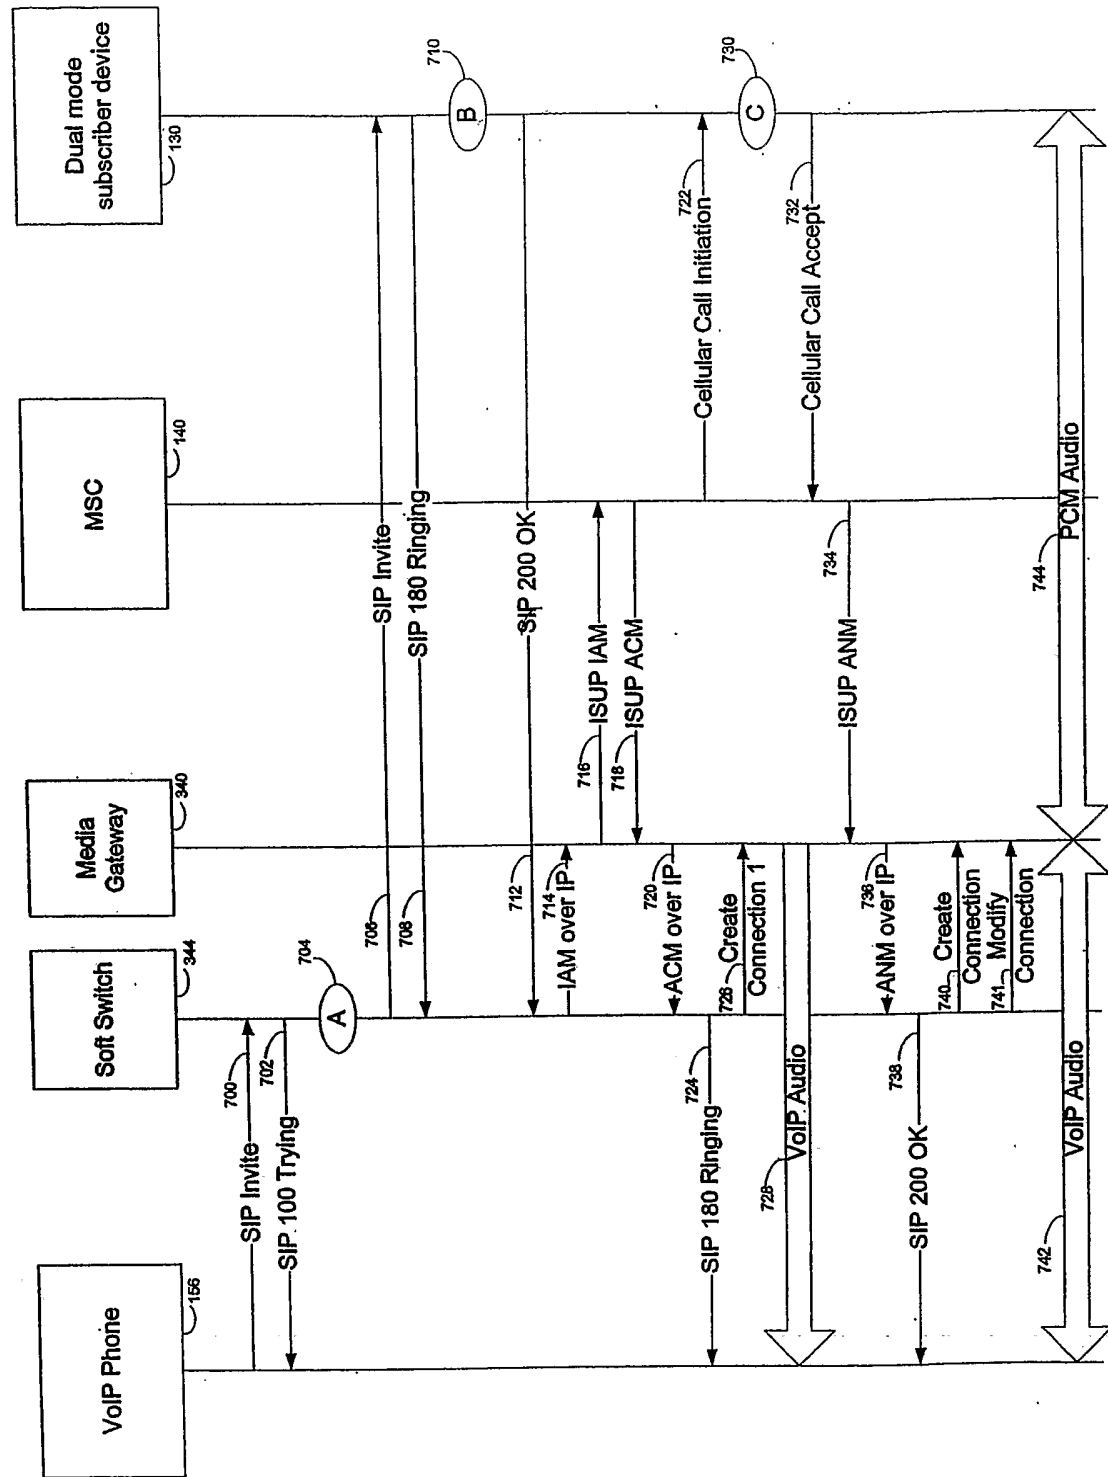 VoIP Phone
156
Soft Switch
344
Media
Gateway
340
MSC
140
Dual mode
subscriber device
130
SIP Invite
700
SIP 100 Trying
702
A
704
SIP Invite
706
SIP 180 Ringing
708
B
710
SIP 200 OK
712
IAM over IP
714
ISUP IAM
716
ISUP ACM
718
ACM over IP
720
Cellular Call Initiation
722
SIP 180 Ringing
724
Create
Connection 1
726
VoIP Audio
728
C
730
Cellular Call Accept
732
ISUP ANM
734
ANM over IP
736
SIP 200 OK
738
Create
Connection
740
Modify
Connection
741
VoIP Audio
742
PCM Audio
744